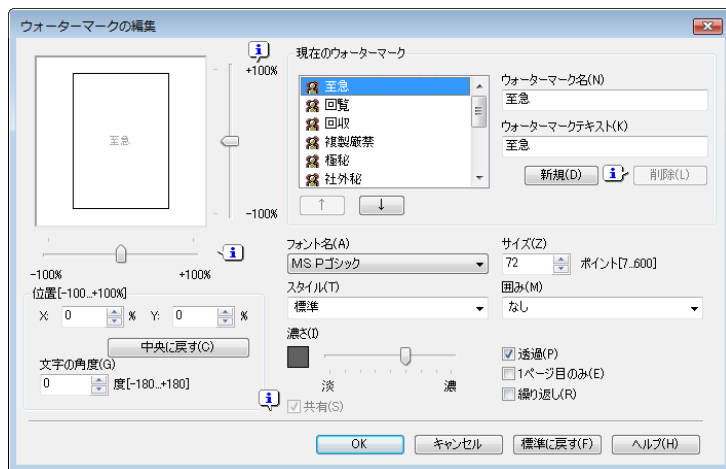 ウォーターマークの編集
至急
+100%
-100%
-100%
+100%
位置[-100...+100%]
X: 0 % Y: 0 %
中央に戻す(C)
文字の角度(G)
0 度[-180...+180]
現在のウォーターマーク
至急
回覧
回収
複製厳禁
極秘
社外秘
↑ ↓
ウォーターマーク名(N)
至急
ウォーターマークテキスト(K)
至急
新規(D) 削除(L)
フォント名(A)
MS Pゴシック
サイズ(Z)
72 ポイント[7...600]
スタイル(T)
標準
囲み(M)
なし
濃さ(I)
淡 濃
共有(S)
透過(P)
1ページ目のみ(E)
繰り返し(R)
OK キャンセル 標準に戻す(F) ヘルプ(H)